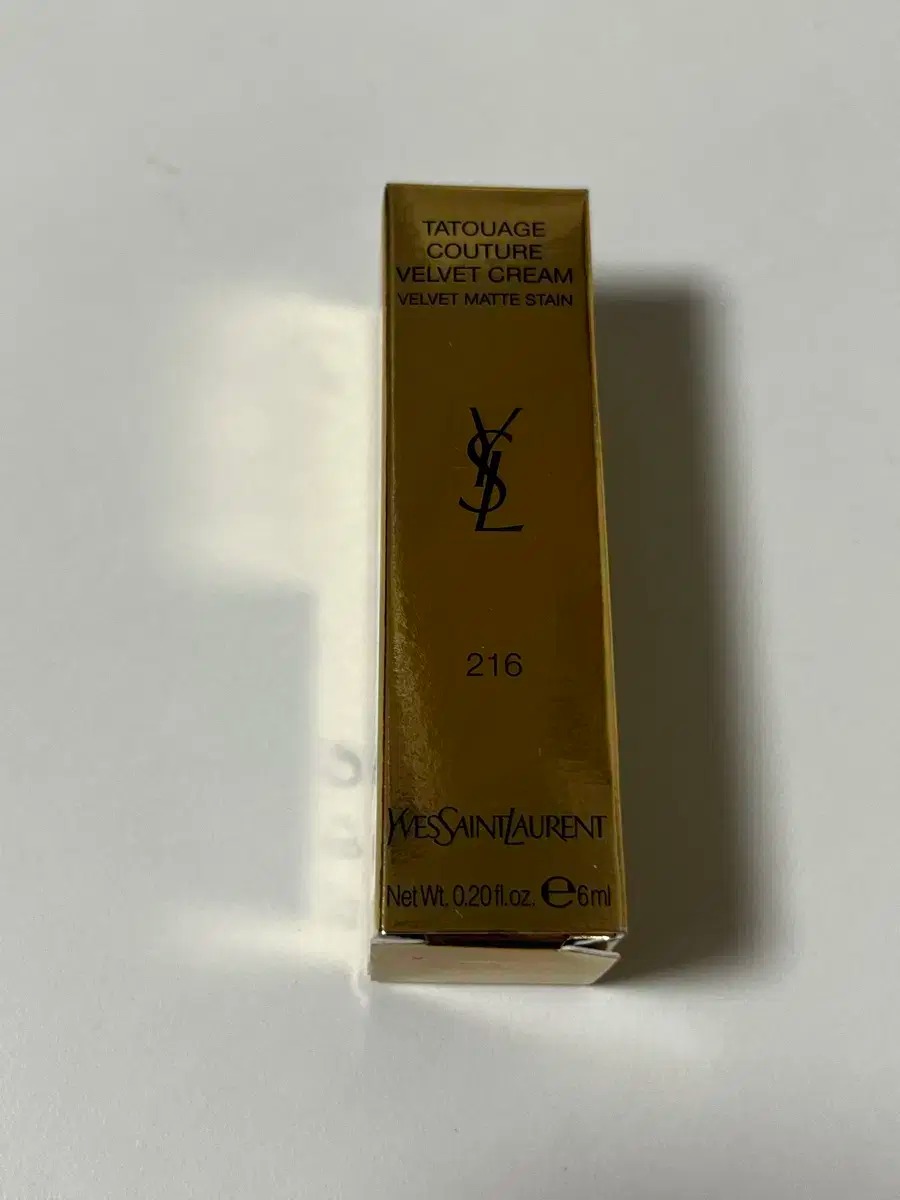 TATOUAGE
COUTURE
VELVET CREAM
VELVET MATTE STAIN
YSL
216
YVESSAINTLAURENT
Net Wt. 0.20 fl.oz. ℮6ml